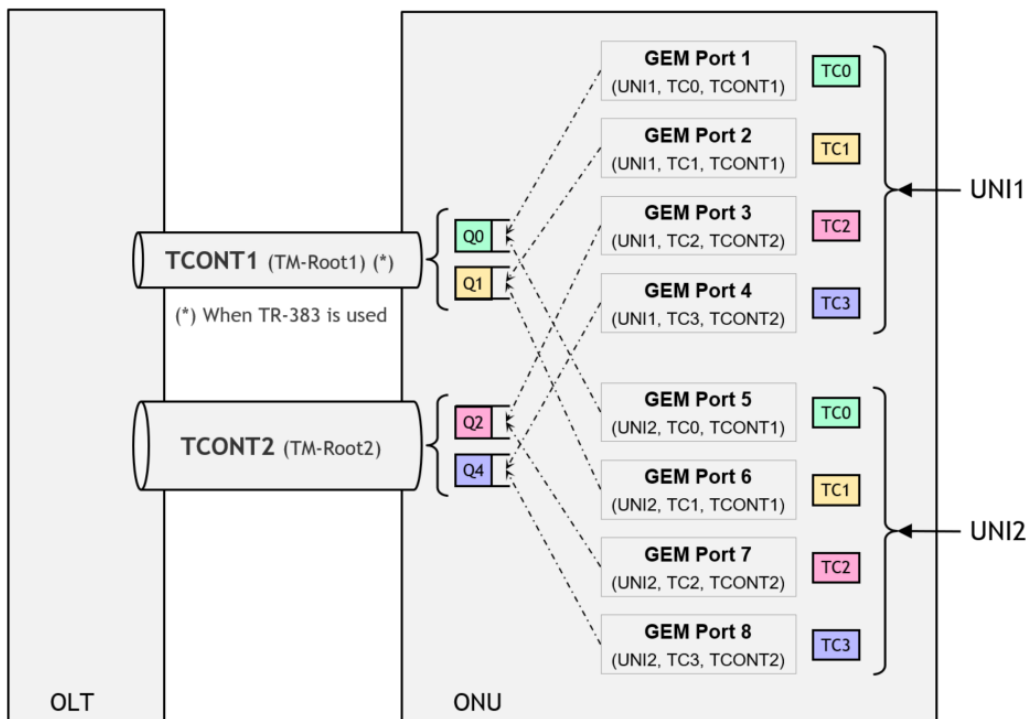 GEM Port 1
(UNI1, TC0, TCONT1)
TC0
GEM Port 2
(UNI1, TC1, TCONT1)
TC1
GEM Port 3
(UNI1, TC2, TCONT2)
TC2
GEM Port 4
(UNI1, TC3, TCONT2)
TC3
UNI1
TCONT1 (TM-Root1) (*)
(*) When TR-383 is used
Q0
Q1
TCONT2 (TM-Root2)
Q2
Q4
GEM Port 5
(UNI2, TC0, TCONT1)
TC0
GEM Port 6
(UNI2, TC1, TCONT1)
TC1
GEM Port 7
(UNI2, TC2, TCONT2)
TC2
GEM Port 8
(UNI2, TC3, TCONT2)
TC3
UNI2
OLT
ONU